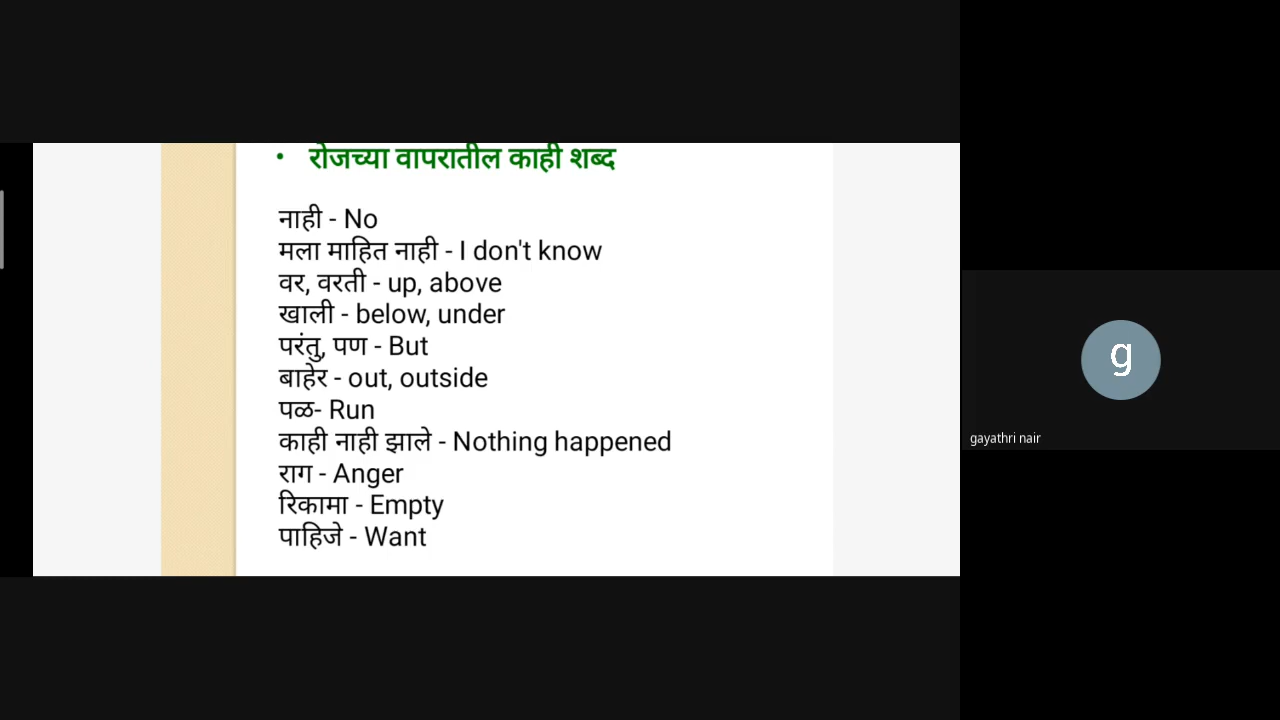 • रोजच्या वापरातील काही शब्द
नाही - No
मला माहित नाही - I don't know
वर, वरती - up, above
खाली - below, under
परंतु, पण - But
बाहेर - out, outside
पळ- Run
काही नाही झाले - Nothing happened
राग - Anger
रिकामा - Empty
पाहिजे - Want
g
gayathri nair